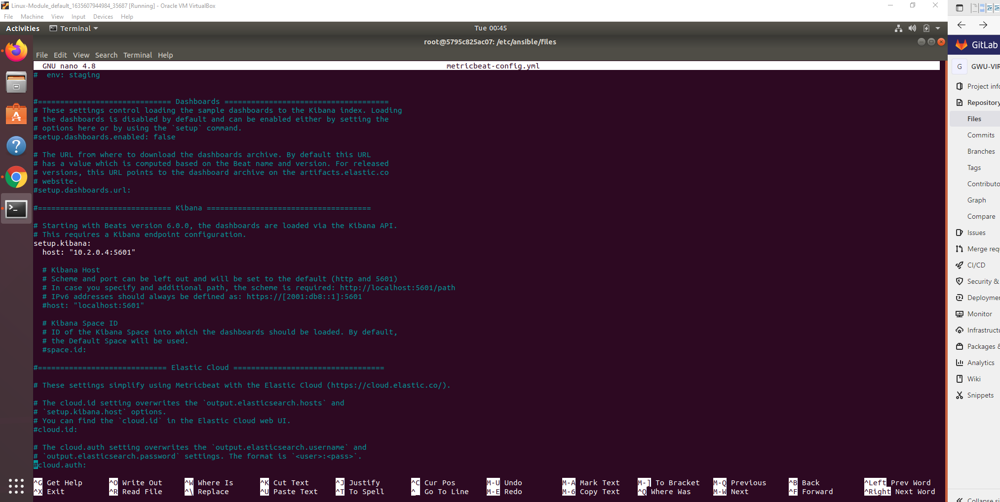 Linux-Module_default_1635607944984_35687 [Running] - Oracle VM VirtualBox
File Machine View Input Devices Help
Activities Terminal Tue 00:45
root@5795c825ac07: /etc/ansible/files
File Edit View Search Terminal Help
GNU nano 4.8 metricbeat-config.yml
#  env: staging
#============================== Dashboards =====================================
# These settings control loading the sample dashboards to the Kibana index. Loading
# the dashboards is disabled by default and can be enabled either by setting the
# options here or by using the `setup` command.
#setup.dashboards.enabled: false
# The URL from where to download the dashboards archive. By default this URL
# has a value which is computed based on the Beat name and version. For released
# versions, this URL points to the dashboard archive on the artifacts.elastic.co
# website.
#setup.dashboards.url:
#============================== Kibana =====================================
# Starting with Beats version 6.0.0, the dashboards are loaded via the Kibana API.
# This requires a Kibana endpoint configuration.
setup.kibana:
  host: "10.2.0.4:5601"
  # Kibana Host
  # Scheme and port can be left out and will be set to the default (http and 5601)
  # In case you specify and additional path, the scheme is required: http://localhost:5601/path
  # IPv6 addresses should always be defined as: https://[2001:db8::1]:5601
  #host: "localhost:5601"
  # Kibana Space ID
  # ID of the Kibana Space into which the dashboards should be loaded. By default,
  # the Default Space will be used.
  #space.id:
#============================= Elastic Cloud ==================================
# These settings simplify using Metricbeat with the Elastic Cloud (https://cloud.elastic.co/).
# The cloud.id setting overwrites the `output.elasticsearch.hosts` and
# `setup.kibana.host` options.
# You can find the `cloud.id` in the Elastic Cloud web UI.
#cloud.id:
# The cloud.auth setting overwrites the `output.elasticsearch.username` and
# `output.elasticsearch.password` settings. The format is `<user>:<pass>`.
#cloud.auth:
^G Get Help ^O Write Out ^W Where Is ^K Cut Text ^J Justify ^C Cur Pos M-U Undo M-A Mark Text M-] To Bracket M-Q Previous ^B Back ^Left Prev Word
^X Exit ^R Read File ^\ Replace ^U Paste Text ^T To Spell ^_ Go To Line M-E Redo M-6 Copy Text ^Q Where Was M-W Next ^F Forward ^Right Next Word
GitLab
G GWU-VIR
Project info
Repository
Files
Commits
Branches
Tags
Contributo
Graph
Compare
Issues
Merge req
CI/CD
Security &
Deploymen
Monitor
Infrastructu
Packages &
Analytics
Wiki
Snippets
Collapse si